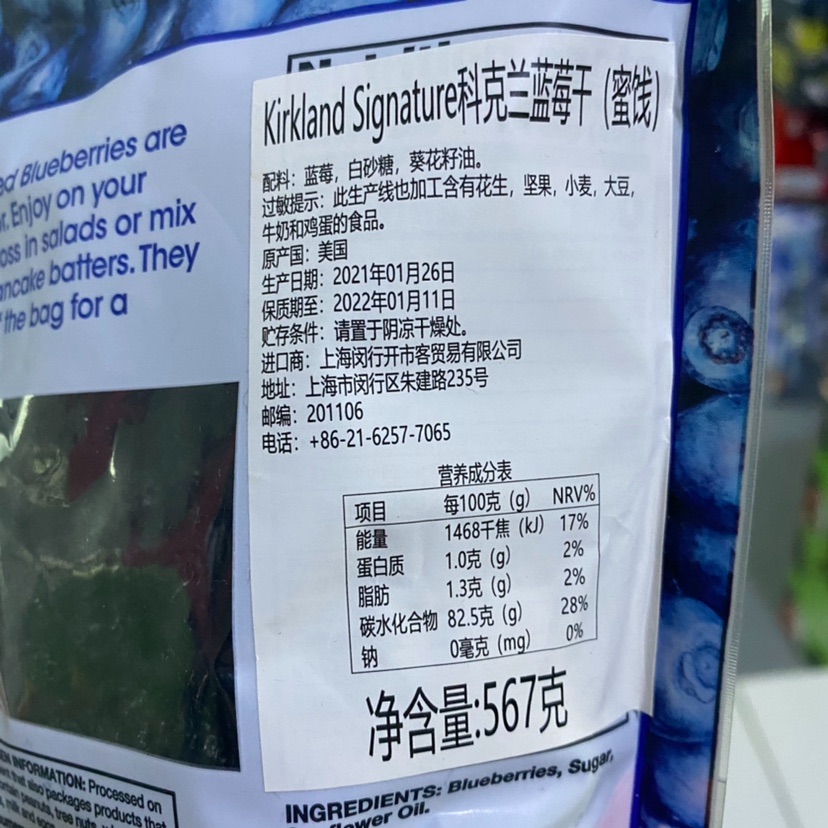 Kirkland Signature科克兰蓝莓干（蜜饯）
配料：蓝莓，白砂糖，葵花籽油。
过敏提示：此生产线也加工含有花生，坚果，小麦，大豆，
牛奶和鸡蛋的食品。
原产国：美国
生产日期：2021年01月26日
保质期至：2022年01月11日
贮存条件：请置于阴凉干燥处。
进口商：上海闵行开市客贸易有限公司
地址：上海市闵行区朱建路235号
邮编：201106
电话：+86-21-6257-7065
营养成分表
项目 每100克（g） NRV%
能量 1468千焦（kJ） 17%
蛋白质 1.0克（g） 2%
脂肪 1.3克（g） 2%
碳水化合物 82.5克（g） 28%
钠 0毫克（mg） 0%
净含量:567克
Blueberries are
Enjoy on your
in salads or mix
batters. They
the bag for a
INFORMATION: Processed on
that also packages products that
peanuts, tree nuts,
INGREDIENTS: Blueberries, Sugar,
Oil.